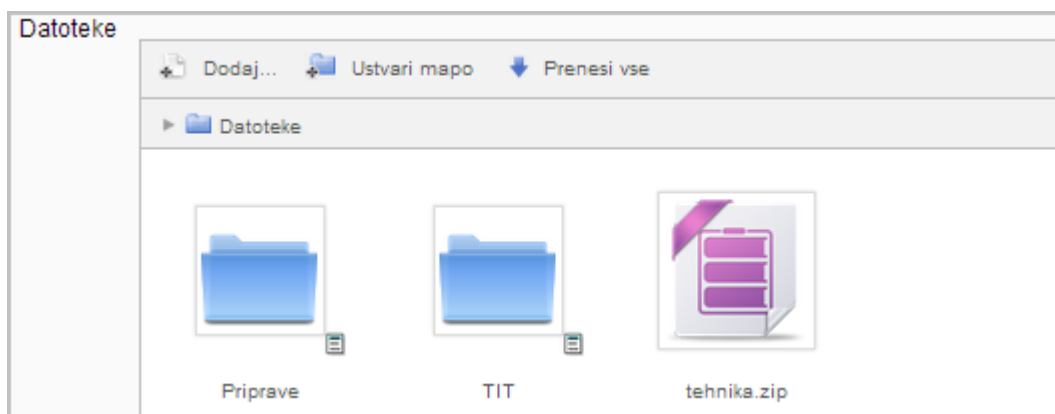 Datoteke
Dodaj... Ustvari mapo Prenesi vse
Datoteke
Priprave TIT tehnika.zip